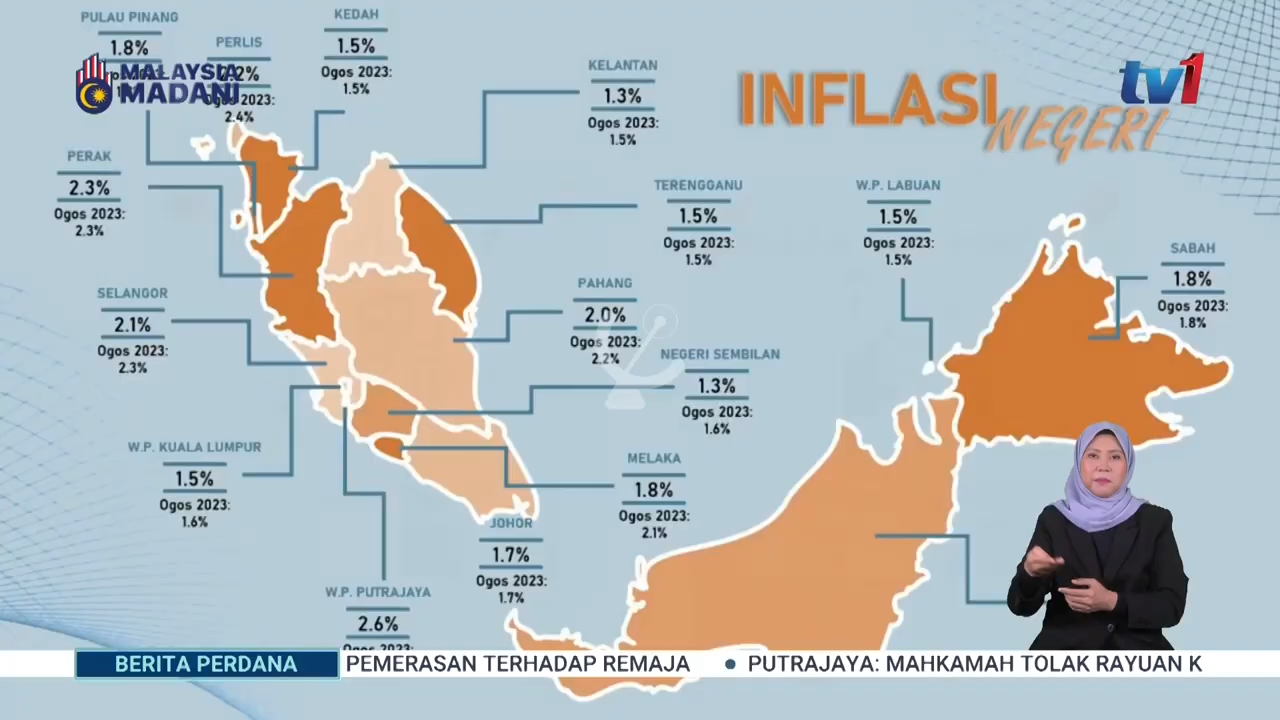 PULAU PINANG
1.8%
PERLIS
Ogos 2023:
2.4%
KEDAH
1.5%
Ogos 2023:
1.5%
MALAYSIA
MADANI
KELANTAN
1.3%
Ogos 2023:
1.5%
INFLASI
NEGERI
tv1
PERAK
2.3%
Ogos 2023:
2.3%
TERENGGANU
1.5%
Ogos 2023:
1.5%
W.P. LABUAN
1.5%
Ogos 2023:
1.5%
SABAH
1.8%
Ogos 2023:
1.8%
SELANGOR
2.1%
Ogos 2023:
2.3%
PAHANG
2.0%
Ogos 2023:
2.2%
NEGERI SEMBILAN
1.3%
Ogos 2023:
1.6%
W.P. KUALA LUMPUR
1.5%
Ogos 2023:
1.6%
MELAKA
1.8%
Ogos 2023:
2.1%
JOHOR
1.7%
Ogos 2023:
1.7%
W.P. PUTRAJAYA
2.6%
Ogos 2023:
BERITA PERDANA
PEMERASAN TERHADAP REMAJA • PUTRAJAYA: MAHKAMAH TOLAK RAYUAN K